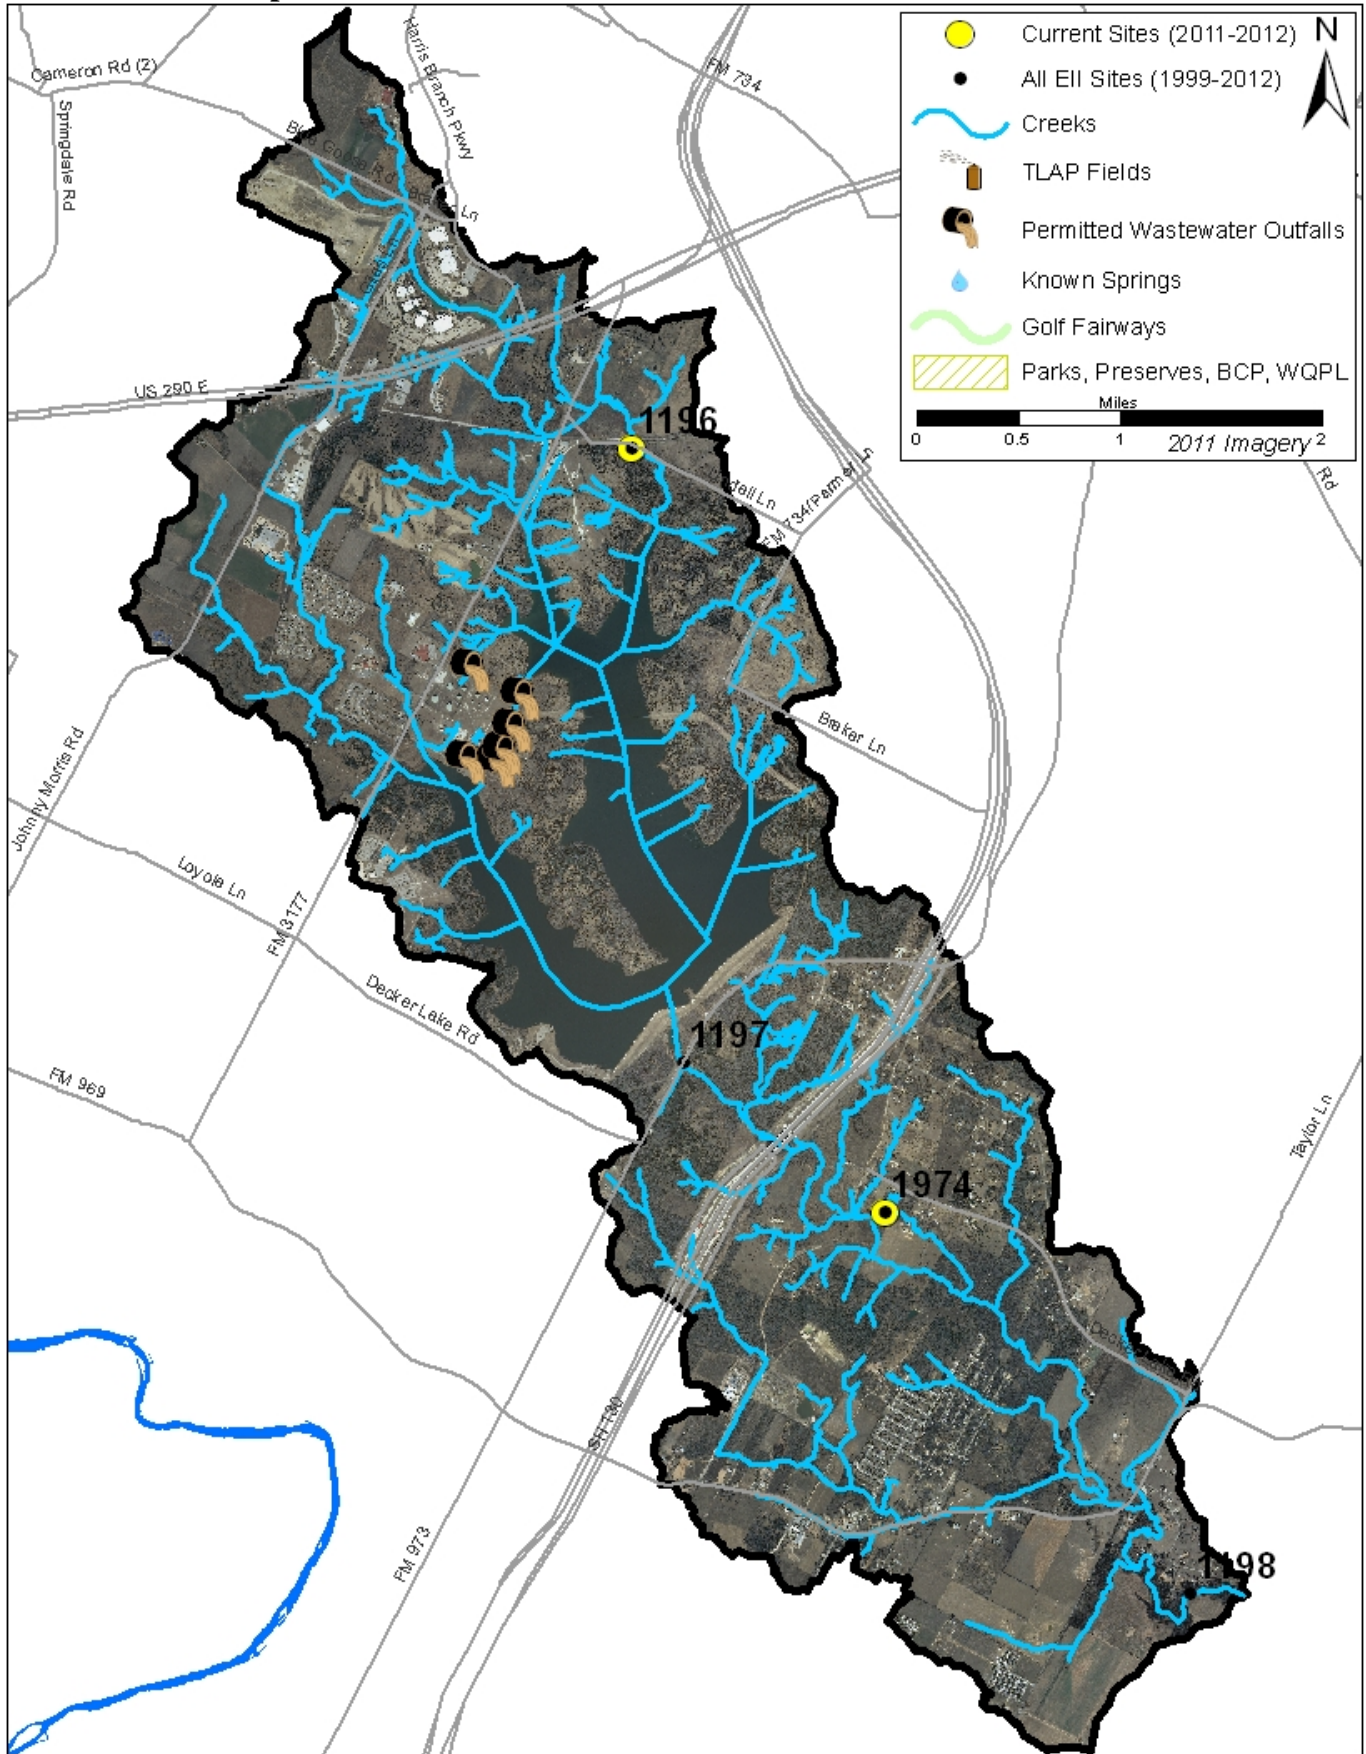 Current Sites (2011-2012)
N
All EII Sites (1999-2012)
Creeks
TLAP Fields
Permitted Wastewater Outfalls
Known Springs
Golf Fairways
Parks, Preserves, BCP, WQPL
Miles
0 0.5 1 2
2011 Imagery
Cameron Rd (2)
Harris Branch Pkwy
FM 734
Springdale Rd
Ln
US 290 E
1196
dell Ln
FM 734(Parmer
Rd
Braker Ln
Johnny Morris Rd
Loyola Ln
FM 3177
Decker Lake Rd
1197
FM 969
Taylor Ln
1974
SH 130
FM 973
1198